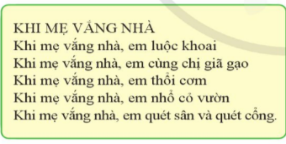 KHI MẸ VẮNG NHÀ
Khi mẹ vắng nhà, em luộc khoai
Khi mẹ vắng nhà, em cùng chị giã gạo
Khi mẹ vắng nhà, em thổi cơm
Khi mẹ vắng nhà, em nhổ cỏ vườn
Khi mẹ vắng nhà, em quét sân và quét cổng.